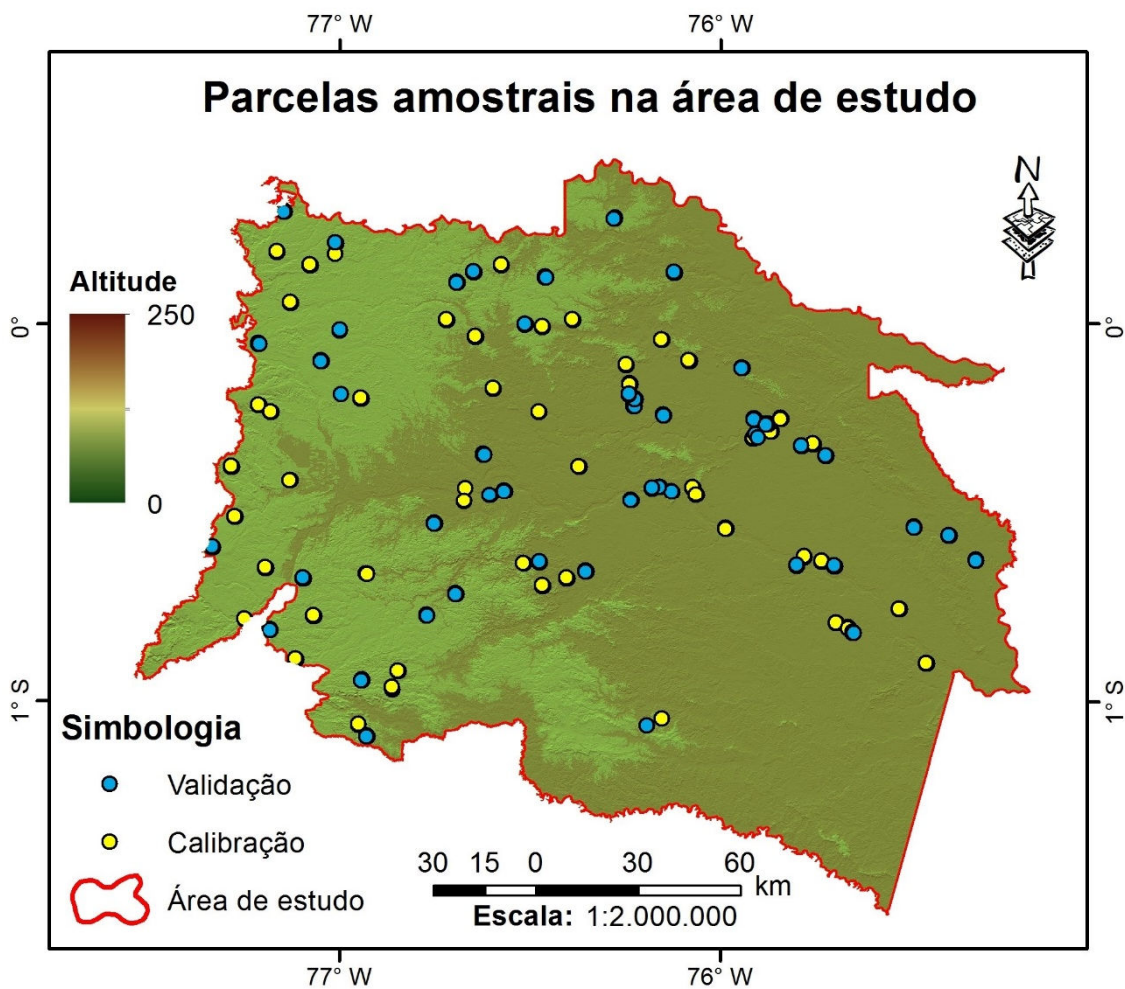 77° W
76° W
Parcelas amostrais na área de estudo
N
Altitude
250
0
0°
0°
1° S
1° S
Simbologia
Validação
Calibração
Área de estudo
30 15 0 30 60
km
Escala: 1:2.000.000
77° W
76° W